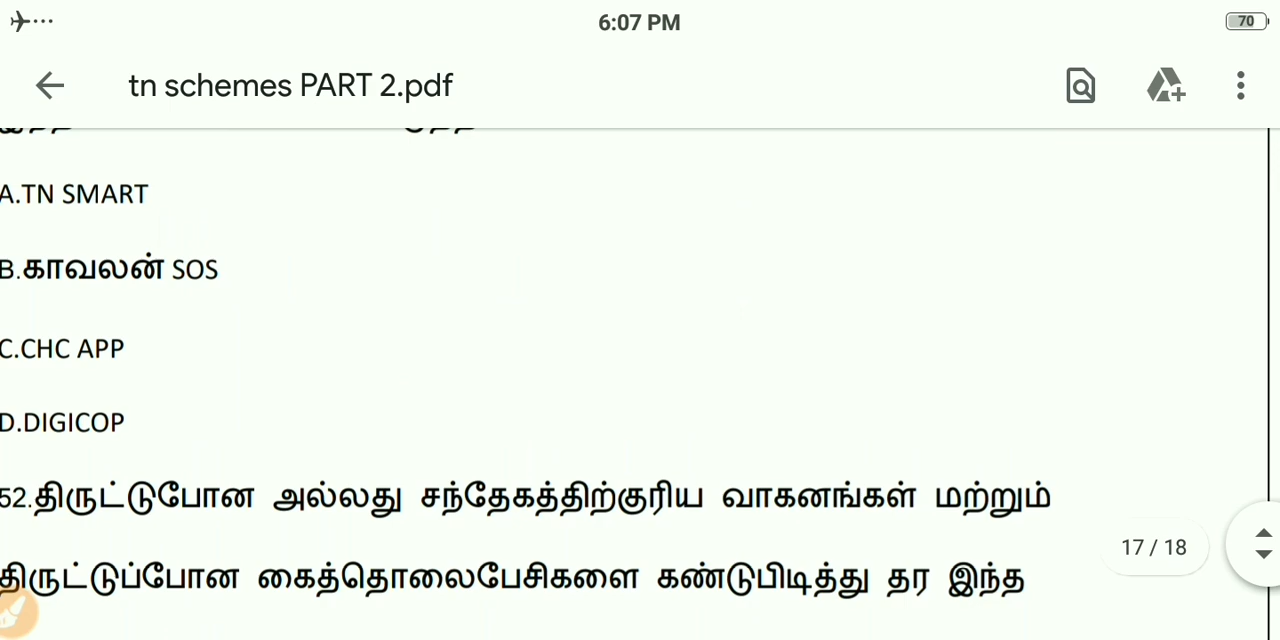 6:07 PM
70
tn schemes PART 2.pdf
A.TN SMART
B.காவலன் SOS
C.CHC APP
D.DIGICOP
52.திருட்டுபோன அல்லது சந்தேகத்திற்குரிய வாகனங்கள் மற்றும்
17 / 18
திருட்டுப்போன கைத்தொலைபேசிகளை கண்டுபிடித்து தர இந்த